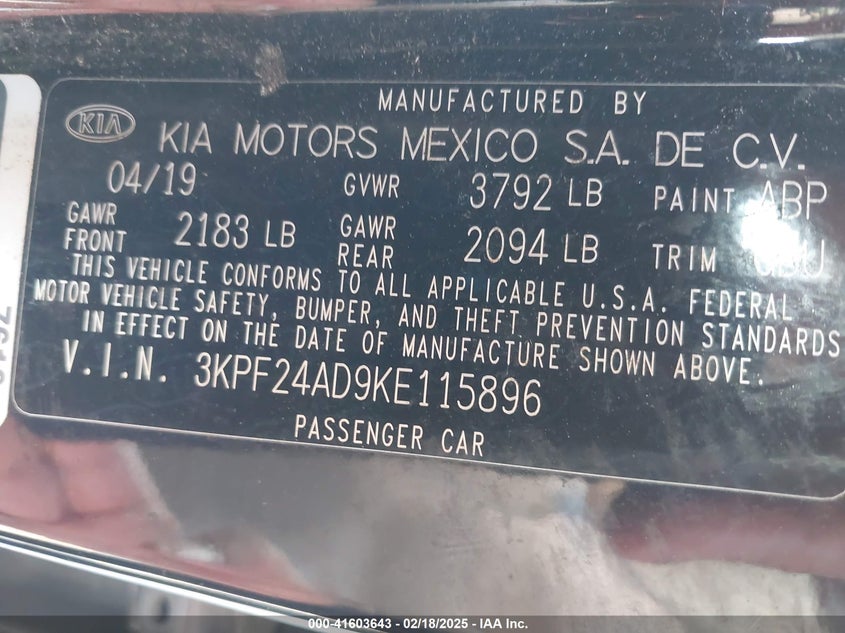 MANUFACTURED BY
KIA KIA MOTORS MEXICO S.A. DE C.V.
04/19 GVWR 3792 LB PAINT ABP
GAWR FRONT 2183 LB GAWR REAR 2094 LB TRIM
THIS VEHICLE CONFORMS TO ALL APPLICABLE U.S.A. FEDERAL
MOTOR VEHICLE SAFETY, BUMPER, AND THEFT PREVENTION STANDARDS
IN EFFECT ON THE DATE OF MANUFACTURE SHOWN ABOVE.
V.I.N. 3KPF24AD9KE115896
PASSENGER CAR
000-41603643 - 02/18/2025 - IAA Inc.